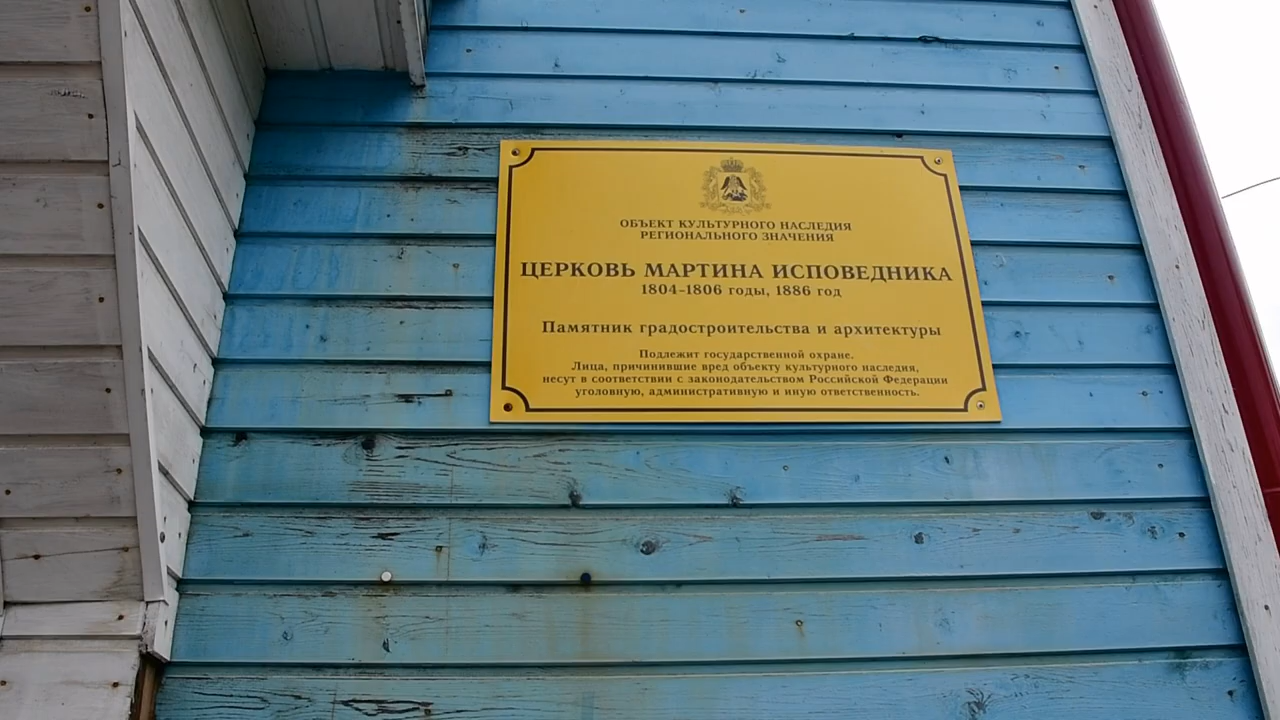 ОБЪЕКТ КУЛЬТУРНОГО НАСЛЕДИЯ
РЕГИОНАЛЬНОГО ЗНАЧЕНИЯ
ЦЕРКОВЬ МАРТИНА ИСПОВЕДНИКА
1804-1806 годы, 1886 год
Памятник градостроительства и архитектуры
Подлежит государственной охране.
Лица, причинившие вред объекту культурного наследия,
несут в соответствии с законодательством Российской Федерации
уголовную, административную и иную ответственность.